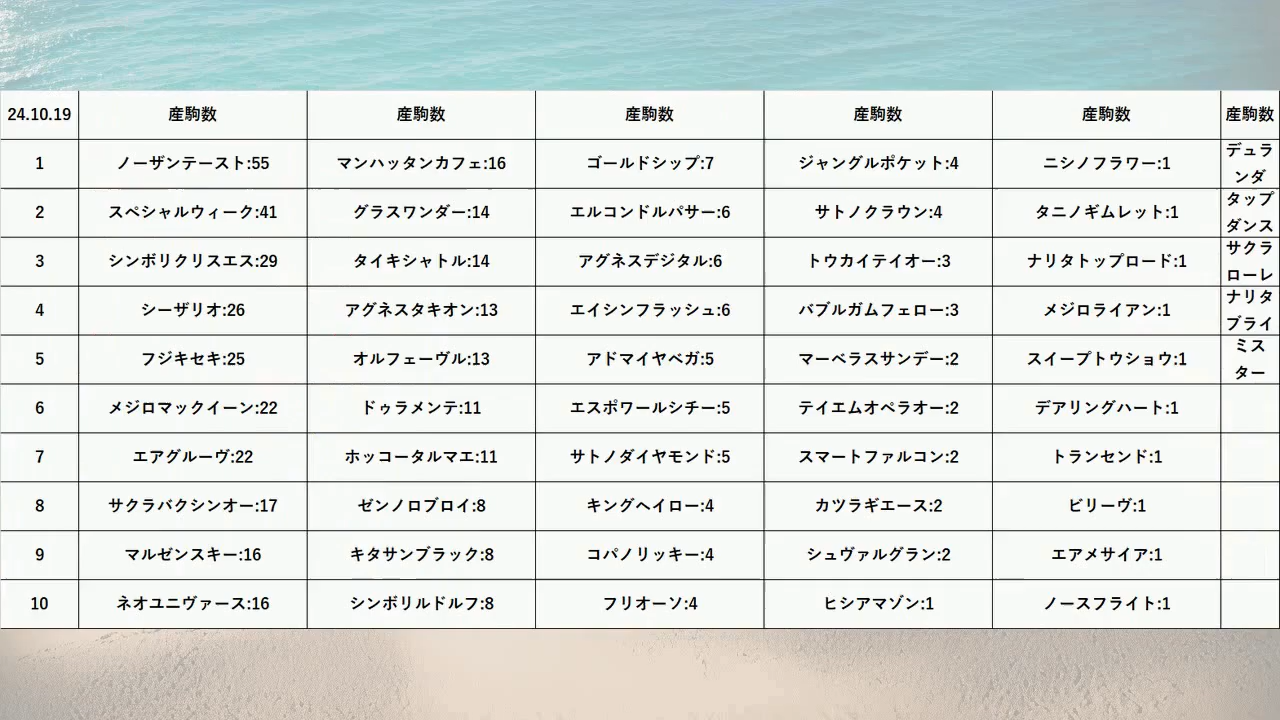 24.10.19 産駒数 産駒数 産駒数 産駒数 産駒数 産駒数
1 ノーザンテースト:55 マンハッタンカフェ:16 ゴールドシップ:7 ジャングルポケット:4 ニシノフラワー:1 デュランダ
2 スペシャルウィーク:41 グラスワンダー:14 エルコンドルパサー:6 サトノクラウン:4 タニノギムレット:1 タップダンス
3 シンボリクリスエス:29 タイキシャトル:14 アグネスデジタル:6 トウカイテイオー:3 ナリタトップロード:1 サクラローレ
4 シーザリオ:26 アグネスタキオン:13 エイシンフラッシュ:6 バブルガムフェロー:3 メジロライアン:1 ナリタブライ
5 フジキセキ:25 オルフェーヴル:13 アドマイヤベガ:5 マーベラスサンデー:2 スイープトウショウ:1 ミスター
6 メジロマックイーン:22 ドゥラメンテ:11 エスポワールシチー:5 テイエムオペラオー:2 デアリングハート:1
7 エアグルーヴ:22 ホッコータルマエ:11 サトノダイヤモンド:5 スマートファルコン:2 トランセンド:1
8 サクラバクシンオー:17 ゼンノロブロイ:8 キングヘイロー:4 カツラギエース:2 ビリーヴ:1
9 マルゼンスキー:16 キタサンブラック:8 コパノリッキー:4 シュヴァルグラン:2 エアメサイア:1
10 ネオユニヴァース:16 シンボリルドルフ:8 フリオーソ:4 ヒシアマゾン:1 ノースフライト:1